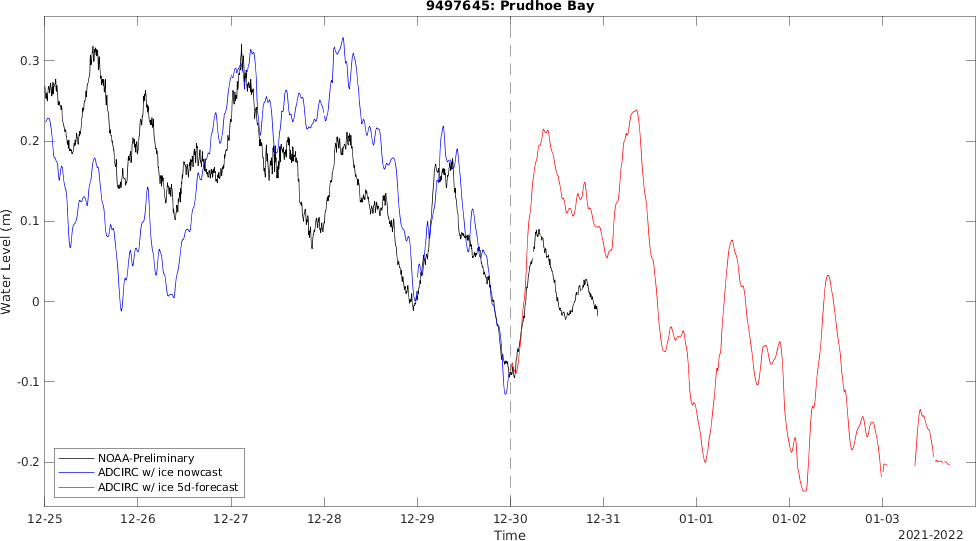 9497645: Prudhoe Bay
Water Level (m)
0.3
0.2
0.1
0
-0.1
-0.2
NOAA-Preliminary
ADCIRC w/ ice nowcast
ADCIRC w/ ice 5d-forecast
12-25 12-26 12-27 12-28 12-29 12-30 12-31 01-01 01-02 01-03
Time
2021-2022